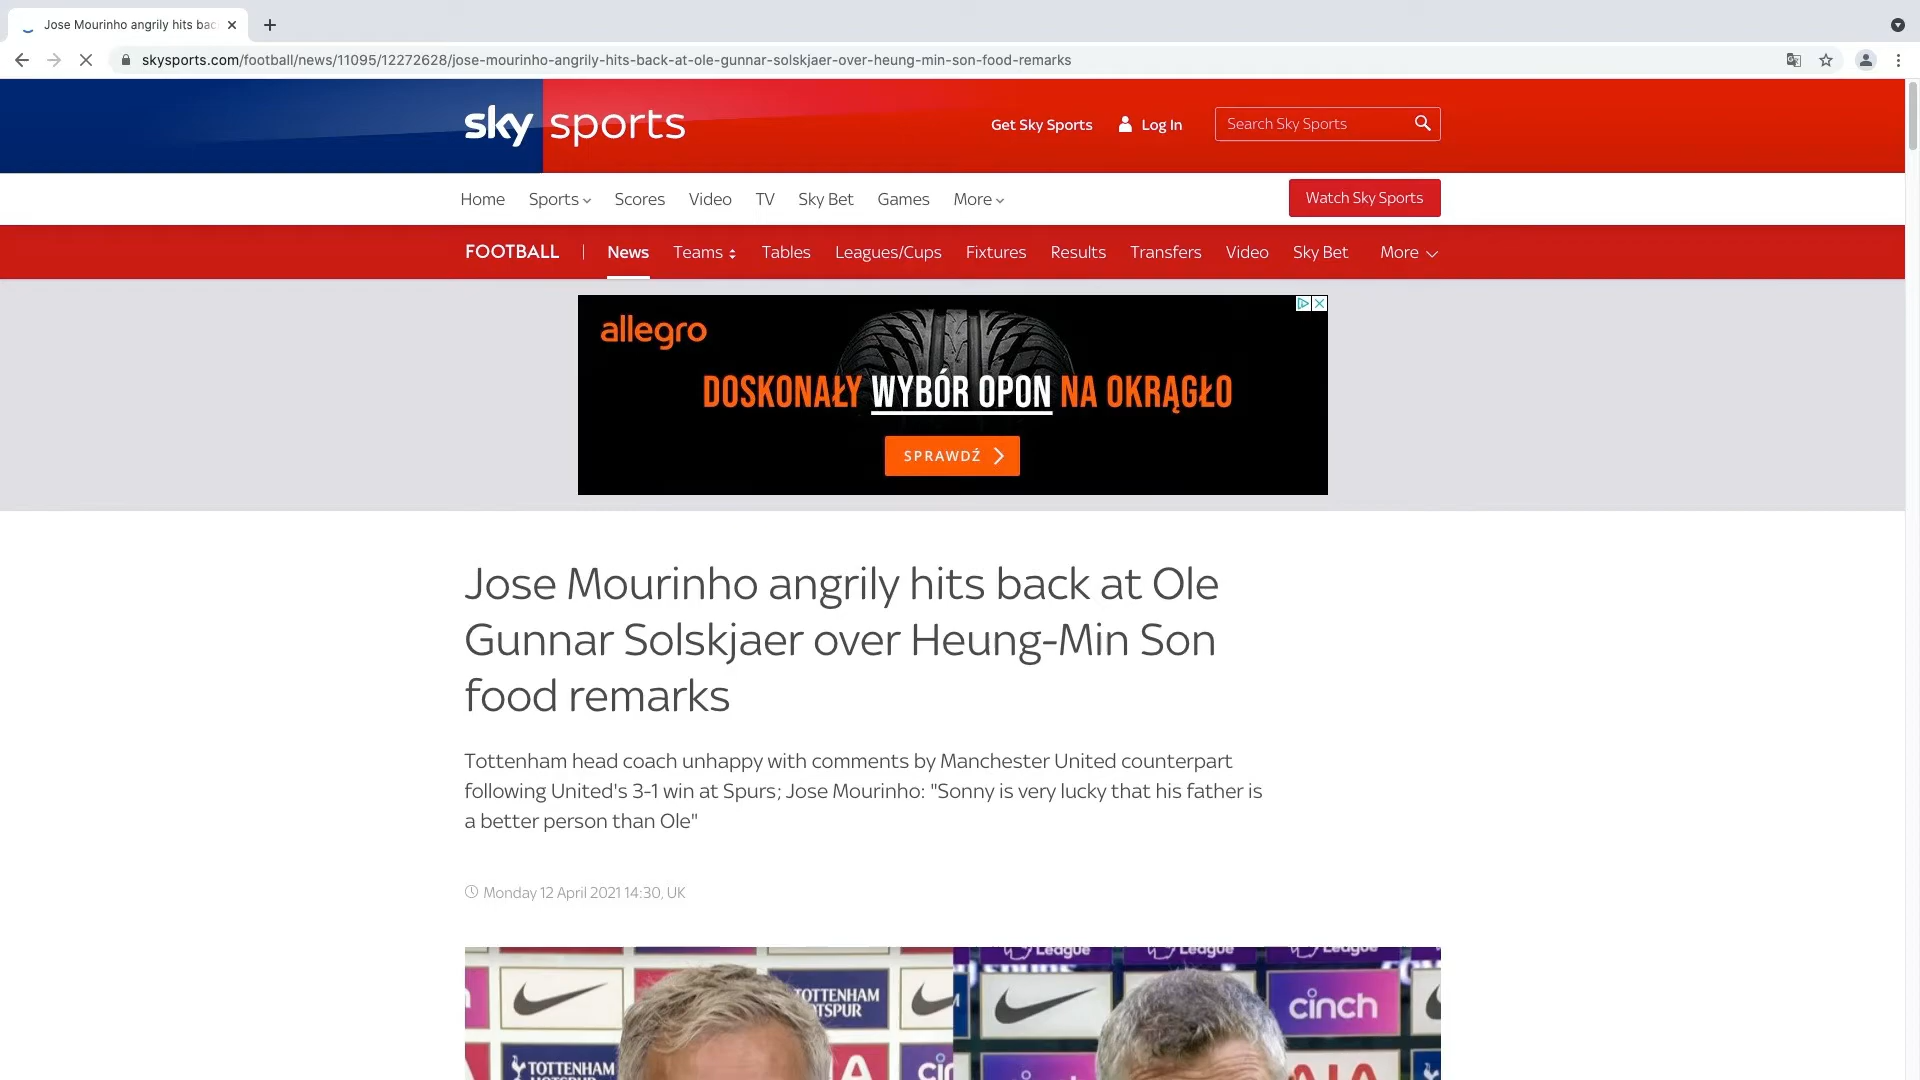 Jose Mourinho angrily hits bac
skysports.com/football/news/11095/12272628/jose-mourinho-angrily-hits-back-at-ole-gunnar-solskjaer-over-heung-min-son-food-remarks
sky sports
Get Sky Sports
Log In
Search Sky Sports
Home
Sports
Scores
Video
TV
Sky Bet
Games
More
Watch Sky Sports
FOOTBALL
News
Teams
Tables
Leagues/Cups
Fixtures
Results
Transfers
Video
Sky Bet
More
allegro
DOSKONAŁY WYBÓR OPON NA OKRĄGŁO
SPRAWDŹ
Jose Mourinho angrily hits back at Ole
Gunnar Solskjaer over Heung-Min Son
food remarks
Tottenham head coach unhappy with comments by Manchester United counterpart
following United's 3-1 win at Spurs; Jose Mourinho: "Sonny is very lucky that his father is
a better person than Ole"
Monday 12 April 2021 14:30, UK
League
League
League
TOTTENHAM
cinch
TOTTENHAM